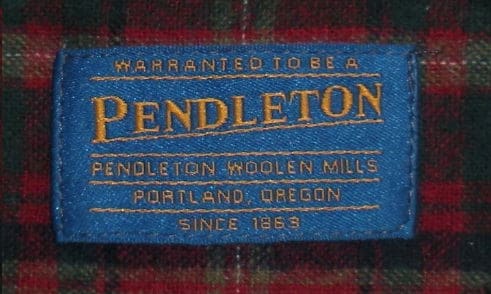 WARRANTED TO BE A
PENDLETON
PENDLETON WOOLEN MILLS
PORTLAND, OREGON
SINCE 1863